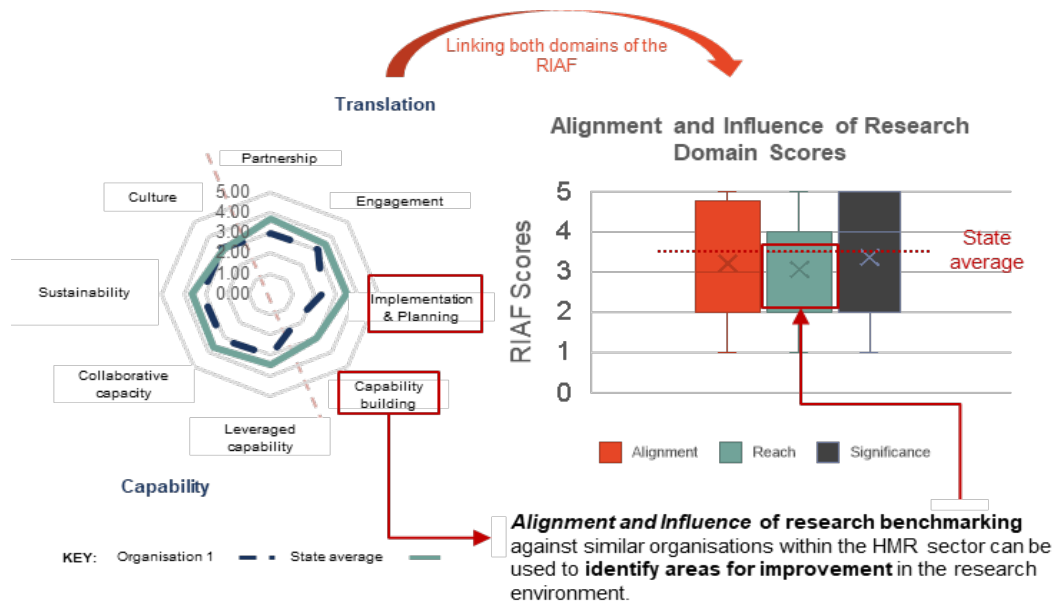 Linking both domains of the
RIAF
Translation
Partnership
Culture
Engagement
5.00
4.00
3.00
2.00
1.00
0.00
Sustainability
Implementation
& Planning
Collaborative
capacity
Capability
building
Leveraged
capability
Capability
KEY: Organisation 1 State average
Alignment and Influence of Research
Domain Scores
RIAF Scores
5
4
3
2
1
0
State
average
Alignment Reach Significance
Alignment and Influence of research benchmarking
against similar organisations within the HMR sector can be
used to identify areas for improvement in the research
environment.